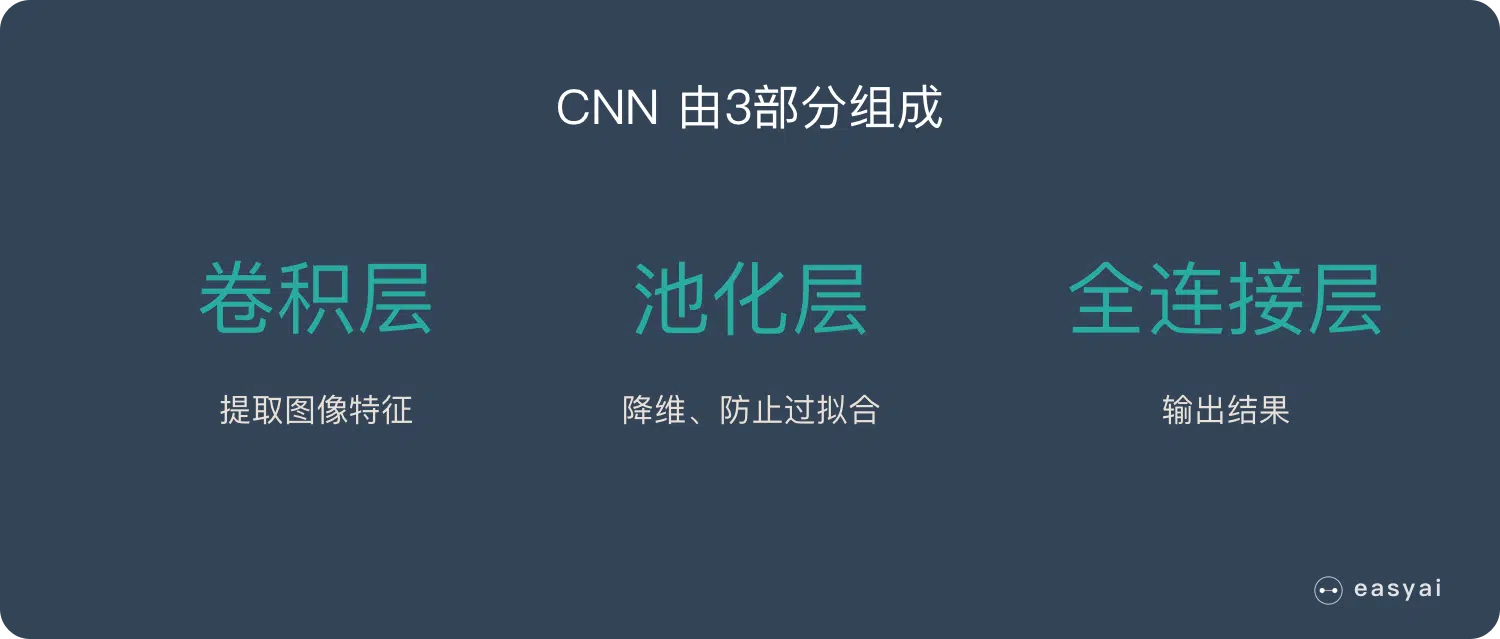 CNN 由3部分组成
卷积层 池化层 全连接层
提取图像特征 降维、防止过拟合 输出结果
easyai